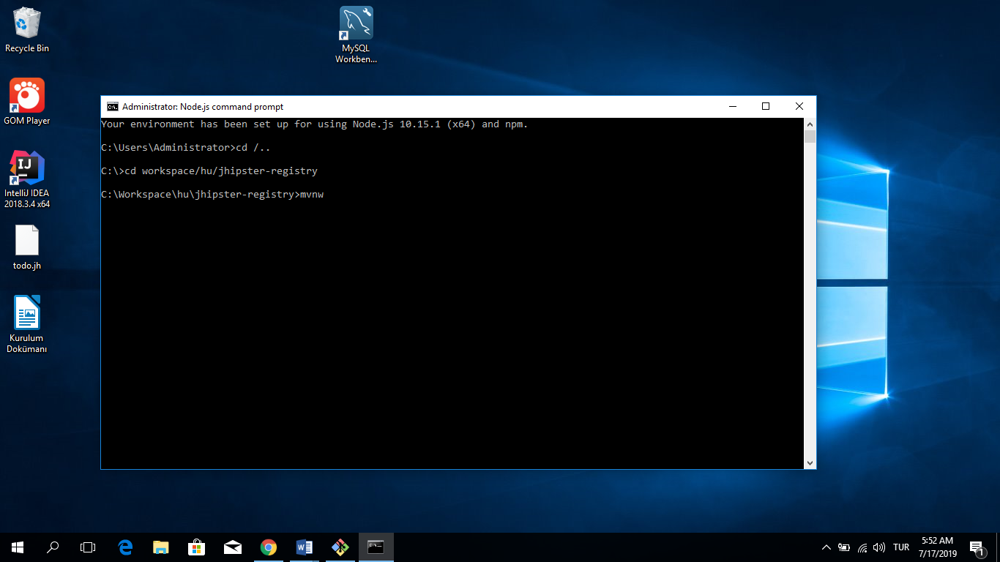 Recycle Bin
MySQL
Workben...
GOM Player
IJ
IntelliJ IDEA
2018.3.4 x64
todo.jh
Kurulum
Dokümanı
Administrator: Node.js command prompt
Your environment has been set up for using Node.js 10.15.1 (x64) and npm.
C:\Users\Administrator>cd /..
C:\>cd workspace/hu/jhipster-registry
C:\Workspace\hu\jhipster-registry>mvnw
TUR
5:52 AM
7/17/2019
1